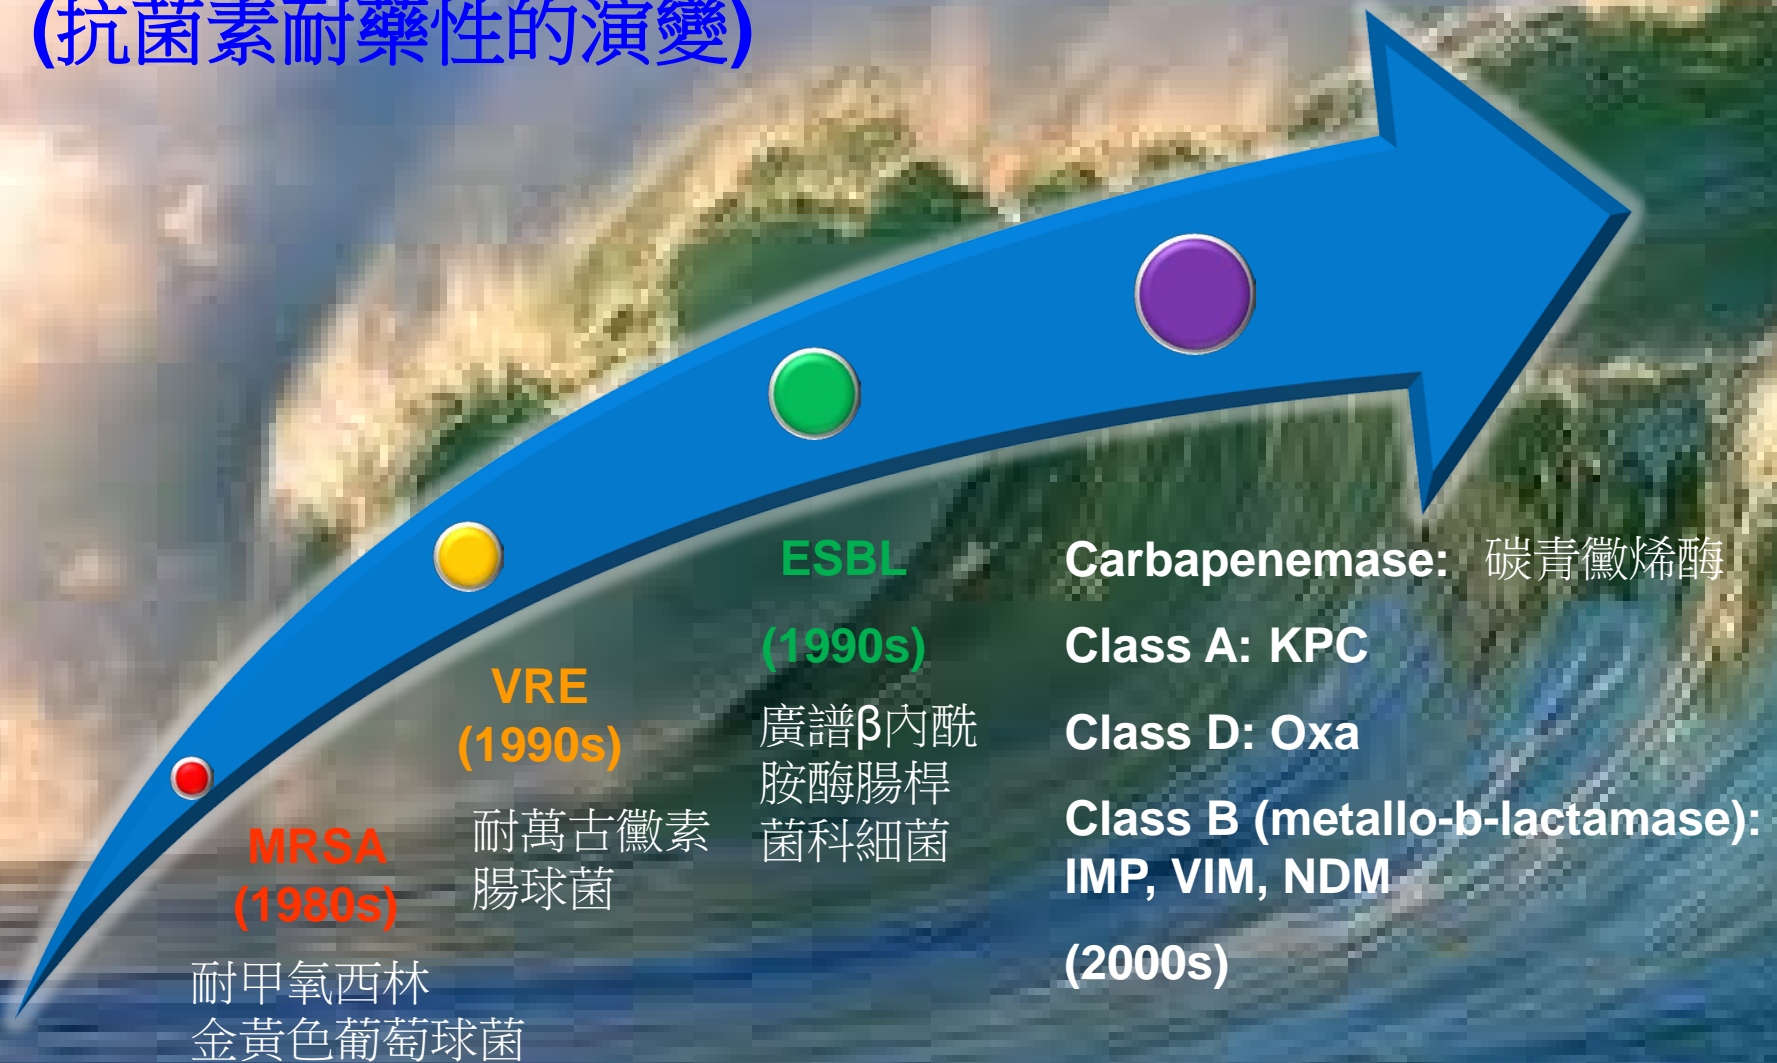 (抗菌素耐藥性的演變)
MRSA
(1980s)
耐甲氧西林
金黃色葡萄球菌
VRE
(1990s)
耐萬古黴素
腸球菌
ESBL
(1990s)
廣譜β內酰
胺酶腸桿
菌科細菌
Carbapenemase: 碳青黴烯酶
Class A: KPC
Class D: Oxa
Class B (metallo-b-lactamase):
IMP, VIM, NDM
(2000s)